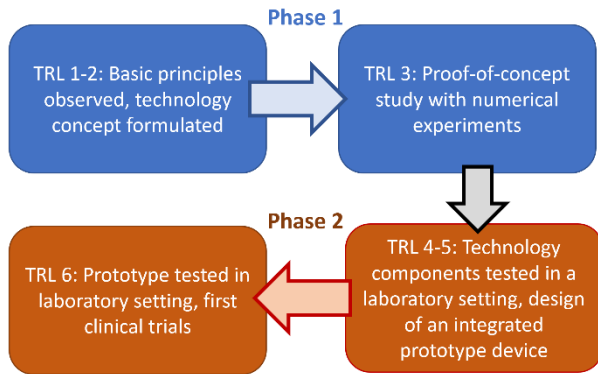 Phase 1
TRL 1-2: Basic principles
observed, technology
concept formulated
TRL 3: Proof-of-concept
study with numerical
experiments
Phase 2
TRL 4-5: Technology
components tested in a
laboratory setting, design
of an integrated
prototype device
TRL 6: Prototype tested in
laboratory setting, first
clinical trials